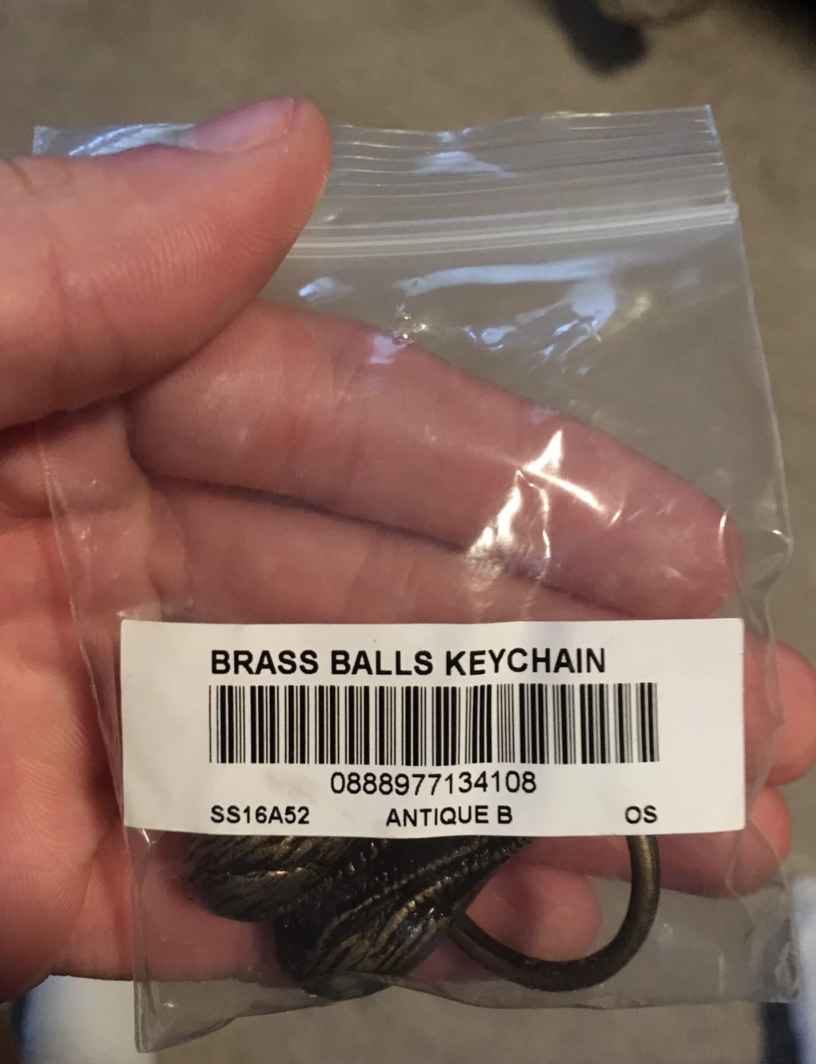 BRASS BALLS KEYCHAIN
0888977134108
SS16A52 ANTIQUE B OS